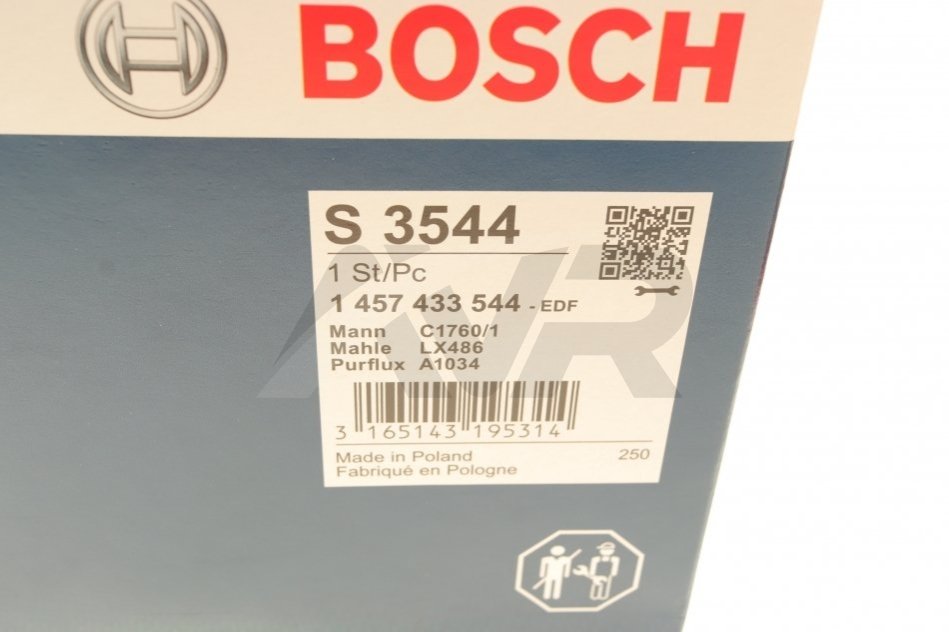 BOSCH
S 3544
1 St/Pc
1 457 433 544 - EDF
Mann C1760/1
Mahle LX486
Purflux A1034
3 165143 195314
Made in Poland 250
Fabriqué en Pologne
AVR